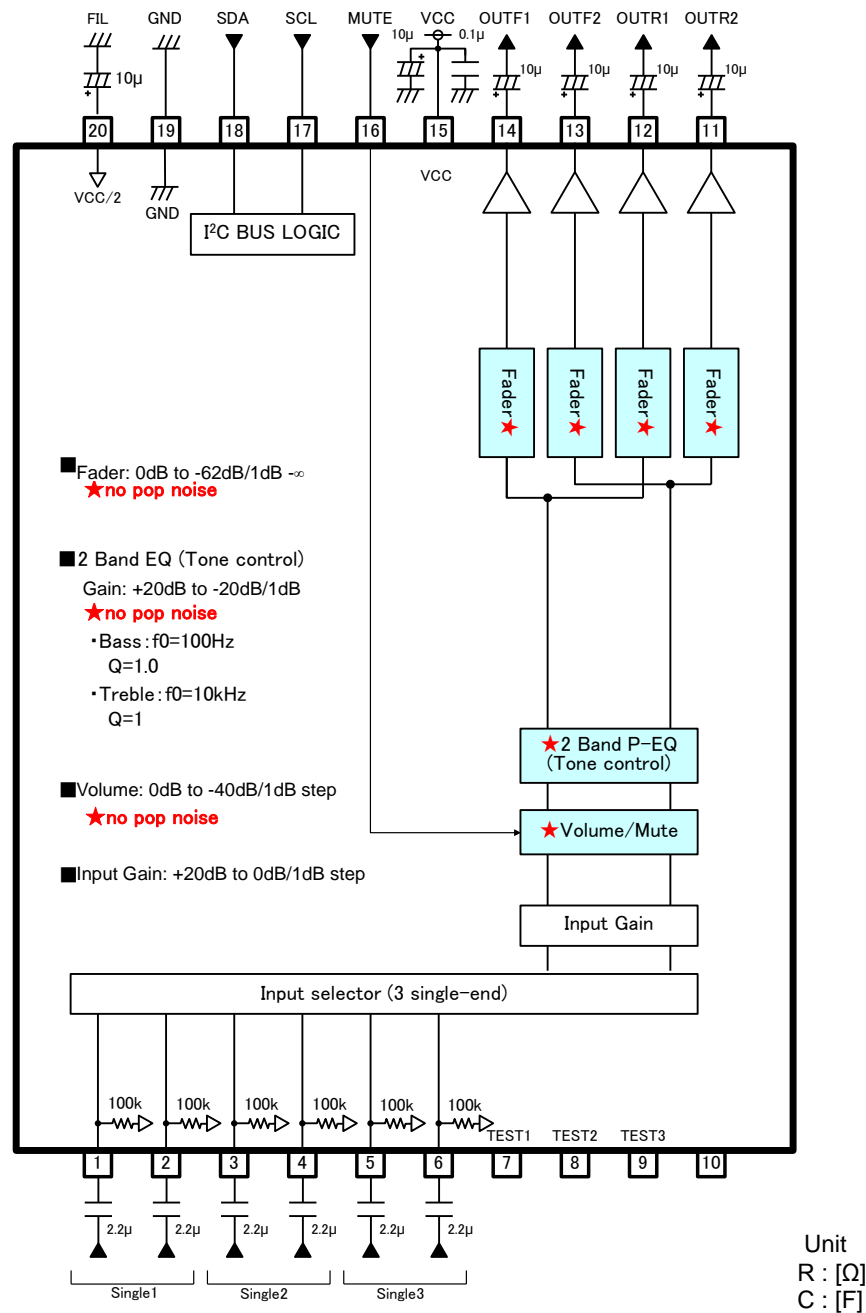 FIL GND SDA SCL MUTE VCC OUTF1 OUTF2 OUTR1 OUTR2
10μ 10μ 0.1μ 10μ 10μ 10μ 10μ
20 19 18 17 16 15 14 13 12 11
VCC/2 GND VCC
I²C BUS LOGIC
Fader★ Fader★ Fader★ Fader★
■Fader: 0dB to -62dB/1dB -∞
★no pop noise
■2 Band EQ (Tone control)
Gain: +20dB to -20dB/1dB
★no pop noise
・Bass:f0=100Hz
Q=1.0
・Treble:f0=10kHz
Q=1
★2 Band P-EQ
(Tone control)
■Volume: 0dB to -40dB/1dB step
★no pop noise
★Volume/Mute
■Input Gain: +20dB to 0dB/1dB step
Input Gain
Input selector (3 single-end)
100k 100k 100k 100k 100k 100k
TEST1 TEST2 TEST3
1 2 3 4 5 6 7 8 9 10
2.2μ 2.2μ 2.2μ 2.2μ 2.2μ 2.2μ
Single1 Single2 Single3
Unit
R : [Ω]
C : [F]